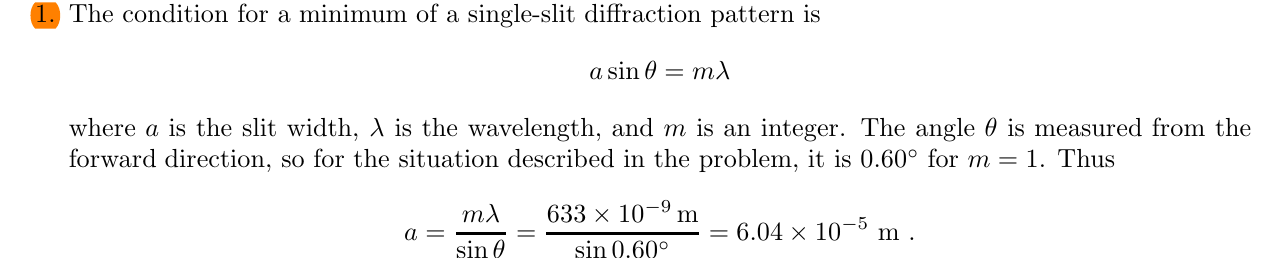 1. The condition for a minimum of a single-slit diffraction pattern is
a sin θ = mλ
where a is the slit width, λ is the wavelength, and m is an integer. The angle θ is measured from the
forward direction, so for the situation described in the problem, it is 0.60° for m = 1. Thus
a = mλ / sin θ = 633 × 10⁻⁹ m / sin 0.60° = 6.04 × 10⁻⁵ m .